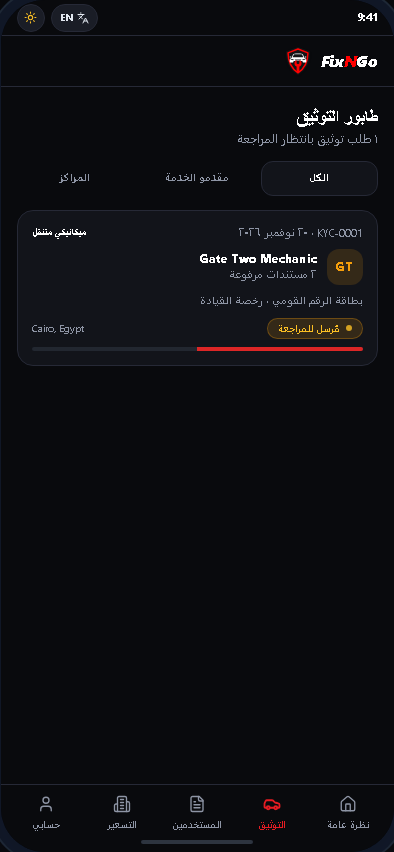 EN
9:41
FixNGo
طابور التوثيق
١ طلب توثيق بانتظار المراجعة
الكل
مقدمو الخدمة
المراكز
KYC-0001 · ٢٠ نوفمبر ٢٠٢٦
ميكانيكي متنقل
GT
Gate Two Mechanic
٢ مستندات مرفوعة
بطاقة الرقم القومي · رخصة القيادة
مُرسل للمراجعة
Cairo, Egypt
نظرة عامة
التوثيق
المستخدمين
التسعير
حسابي